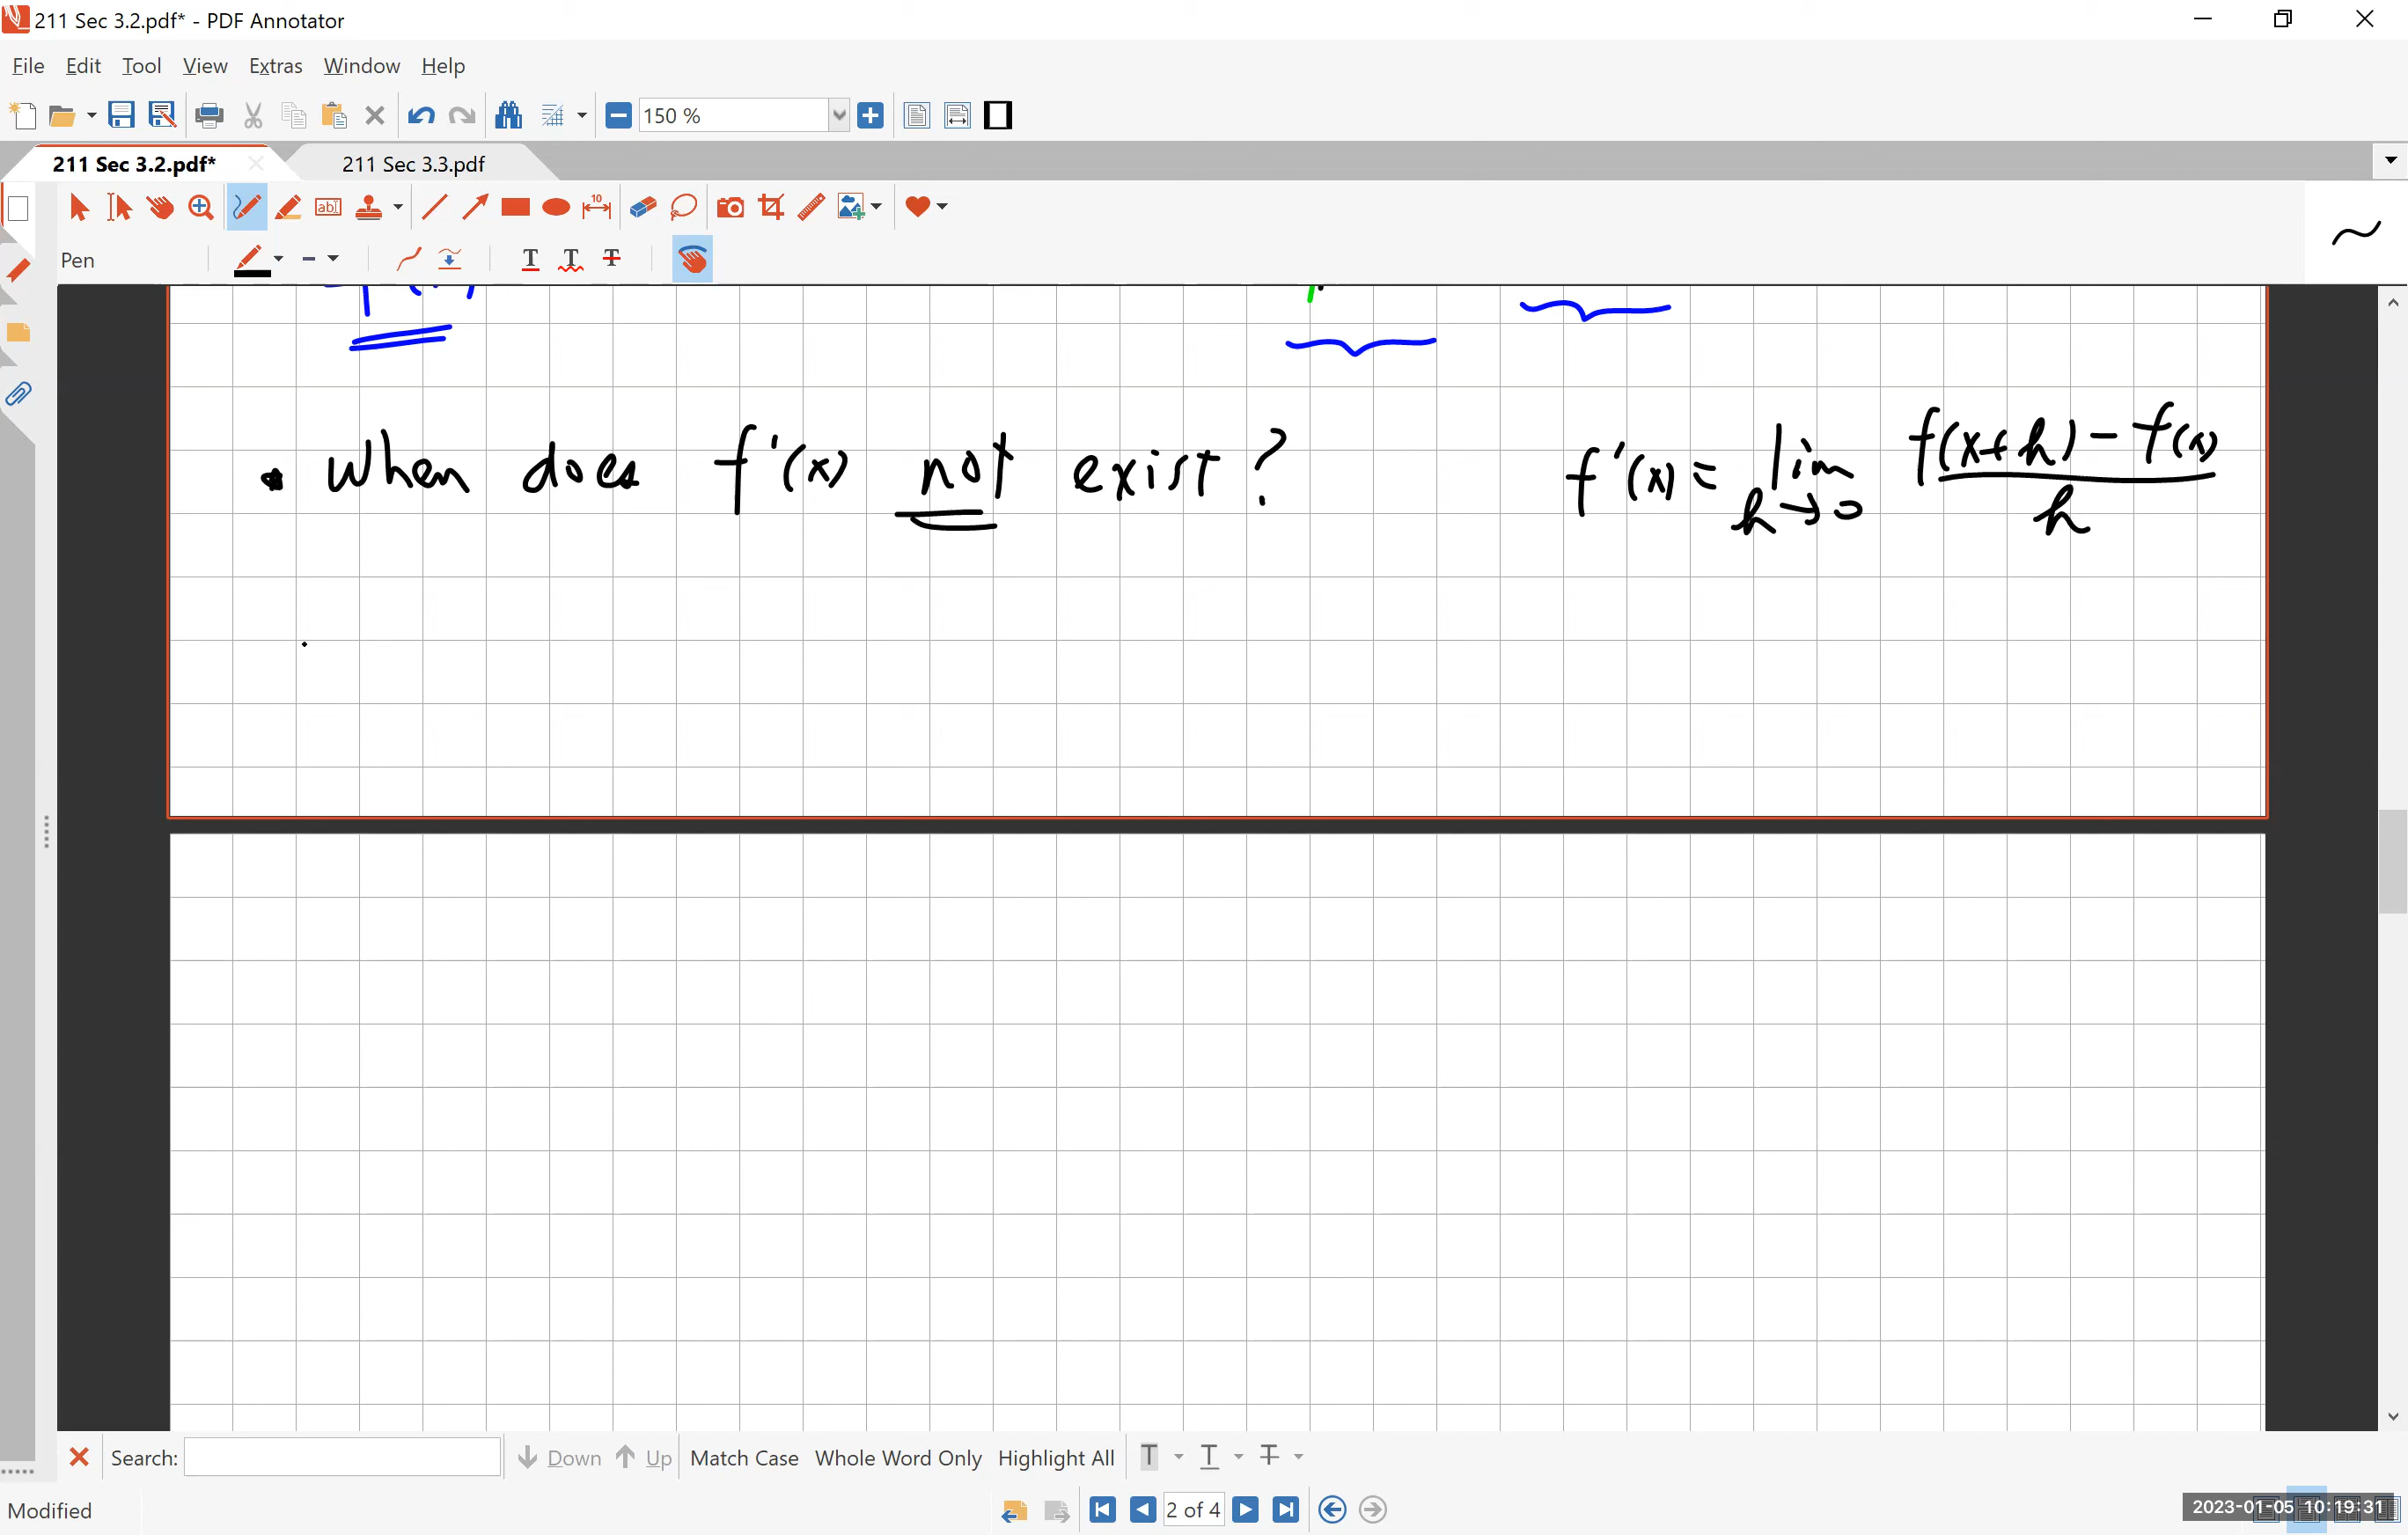 211 Sec 3.2.pdf* - PDF Annotator
File Edit Tool View Extras Window Help
150 %
211 Sec 3.2.pdf* 211 Sec 3.3.pdf
Pen
• When does f'(x) not exist? f'(x) = lim h→0 f(x+h) - f(x) / h
Search: Down Up Match Case Whole Word Only Highlight All
Modified 2 of 4 2023-01-05 10:19:31